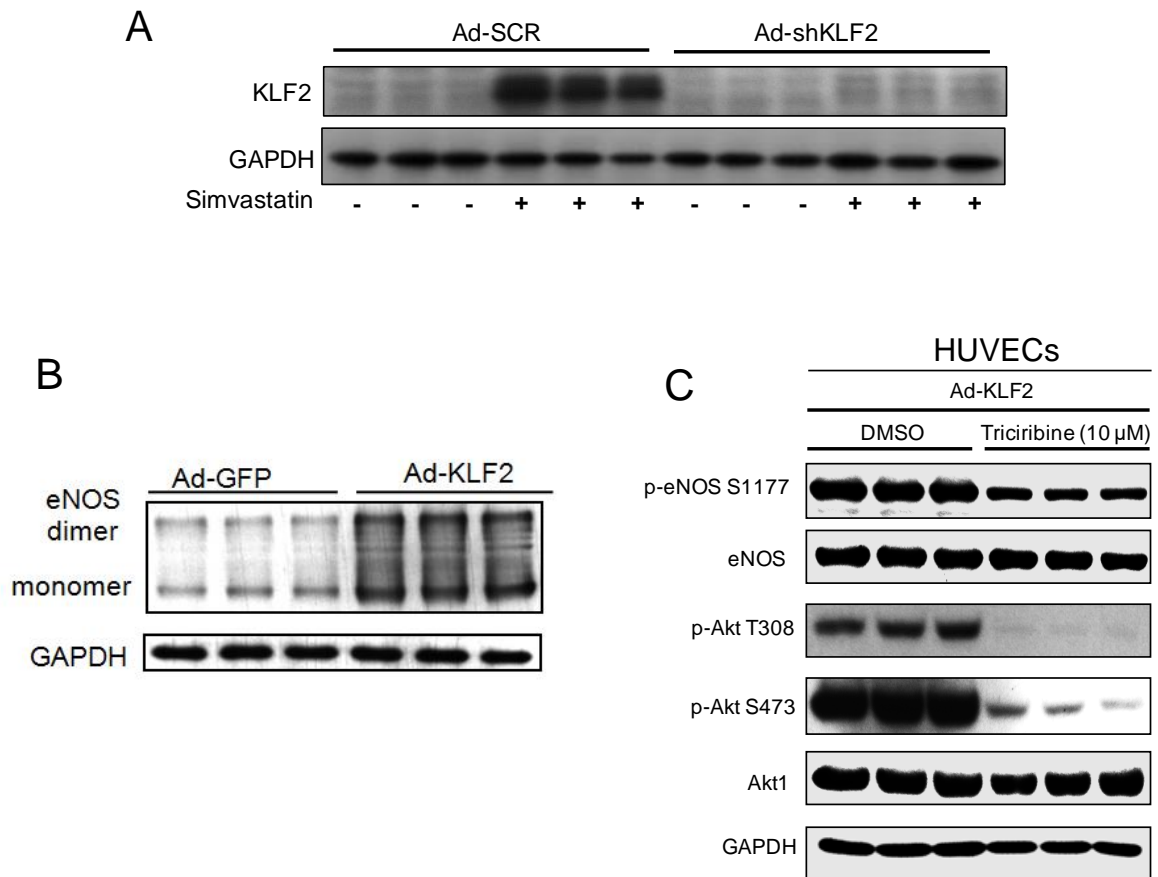 A
Ad-SCR Ad-shKLF2
KLF2
GAPDH
Simvastatin - - - + + + - - - + + +
B
Ad-GFP Ad-KLF2
eNOS
dimer
monomer
GAPDH
C
HUVECs
Ad-KLF2
DMSO Triciribine (10 µM)
p-eNOS S1177
eNOS
p-Akt T308
p-Akt S473
Akt1
GAPDH